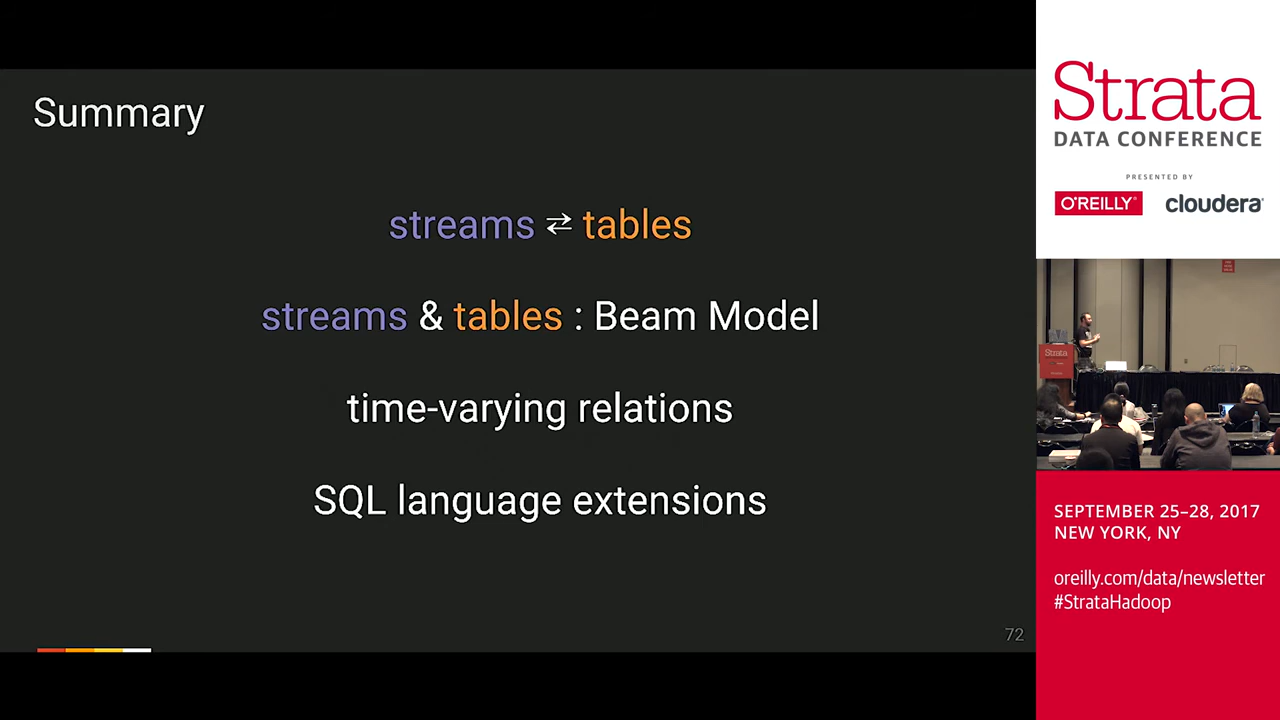 Summary
streams ⇄ tables
streams & tables : Beam Model
time-varying relations
SQL language extensions
72
Strata
DATA CONFERENCE
PRESENTED BY
O'REILLY®
cloudera
Strata
SEPTEMBER 25–28, 2017
NEW YORK, NY
oreilly.com/data/newsletter
#StrataHadoop